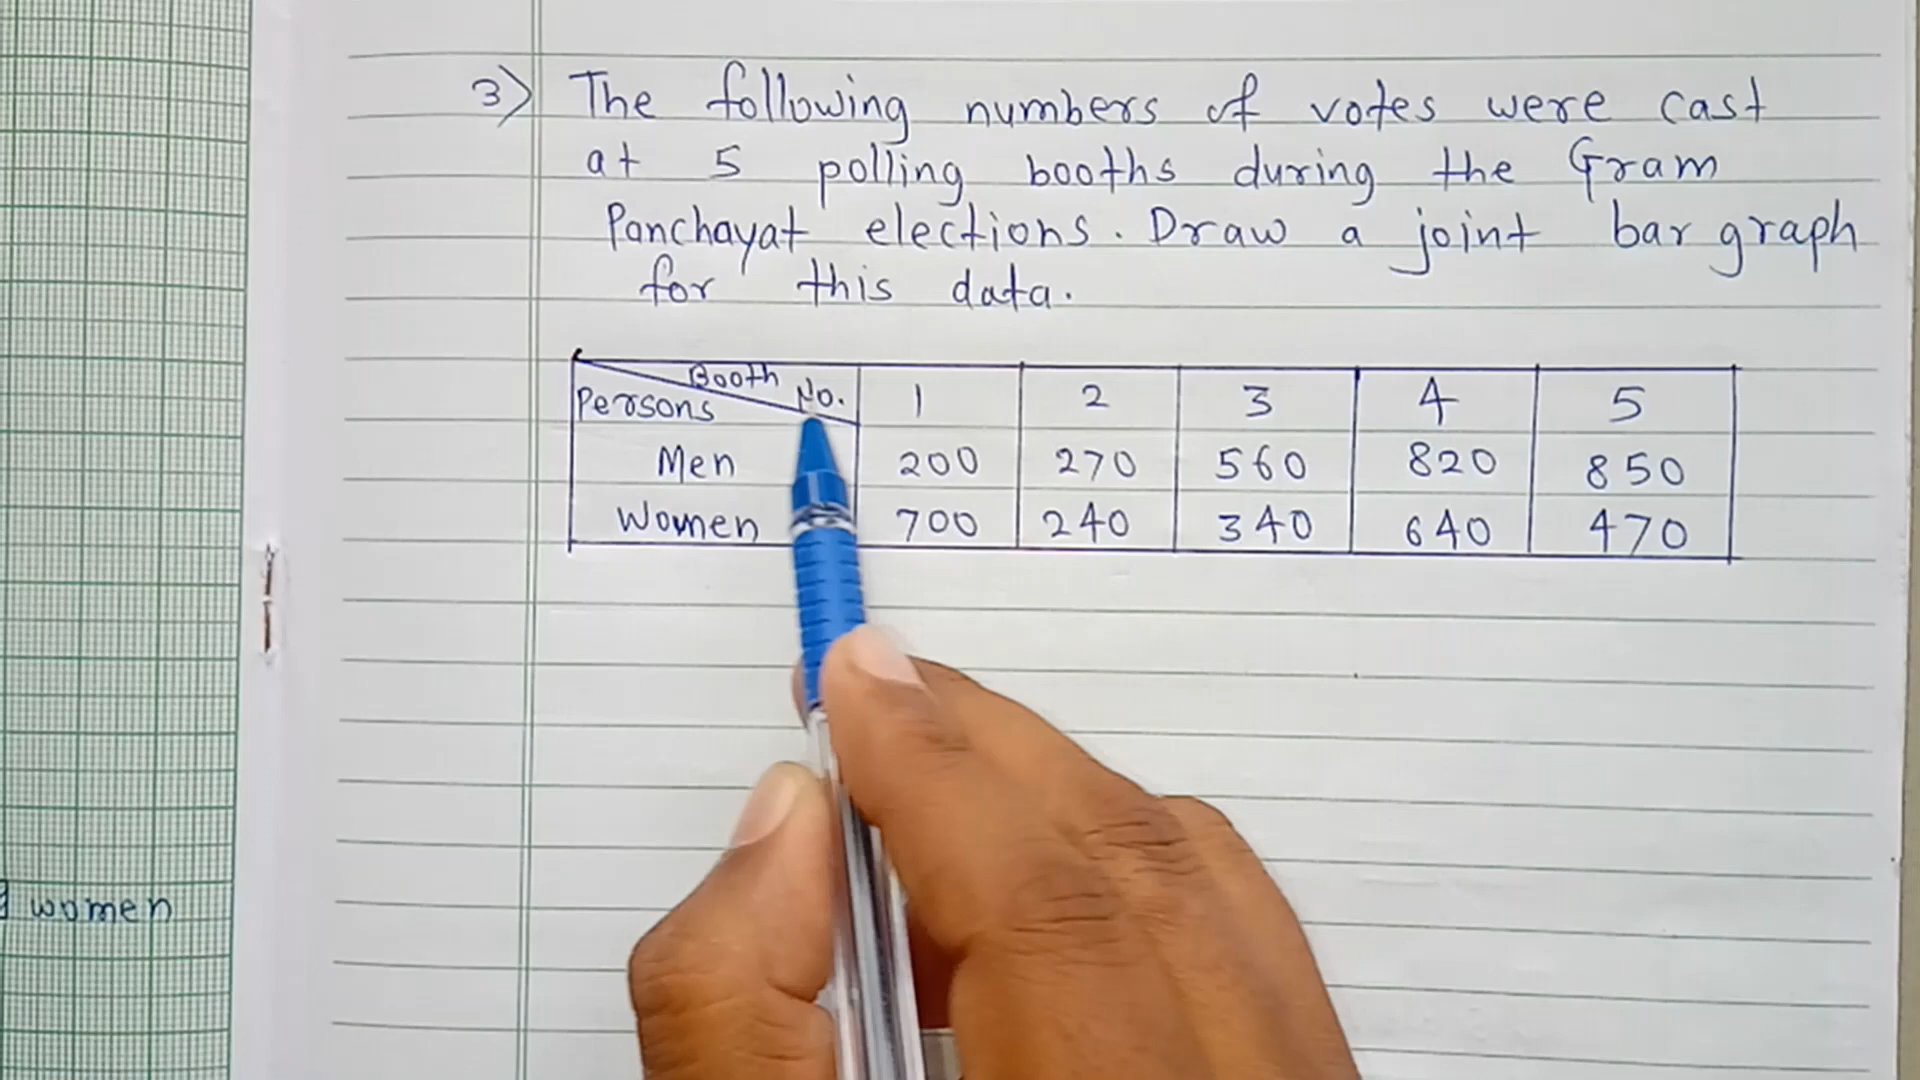 3) The following numbers of votes were cast
at 5 polling booths during the Gram
Panchayat elections. Draw a joint bar graph
for this data.
Booth No. 1 2 3 4 5
Persons
Men 200 270 560 820 850
Women 700 240 340 640 470
women